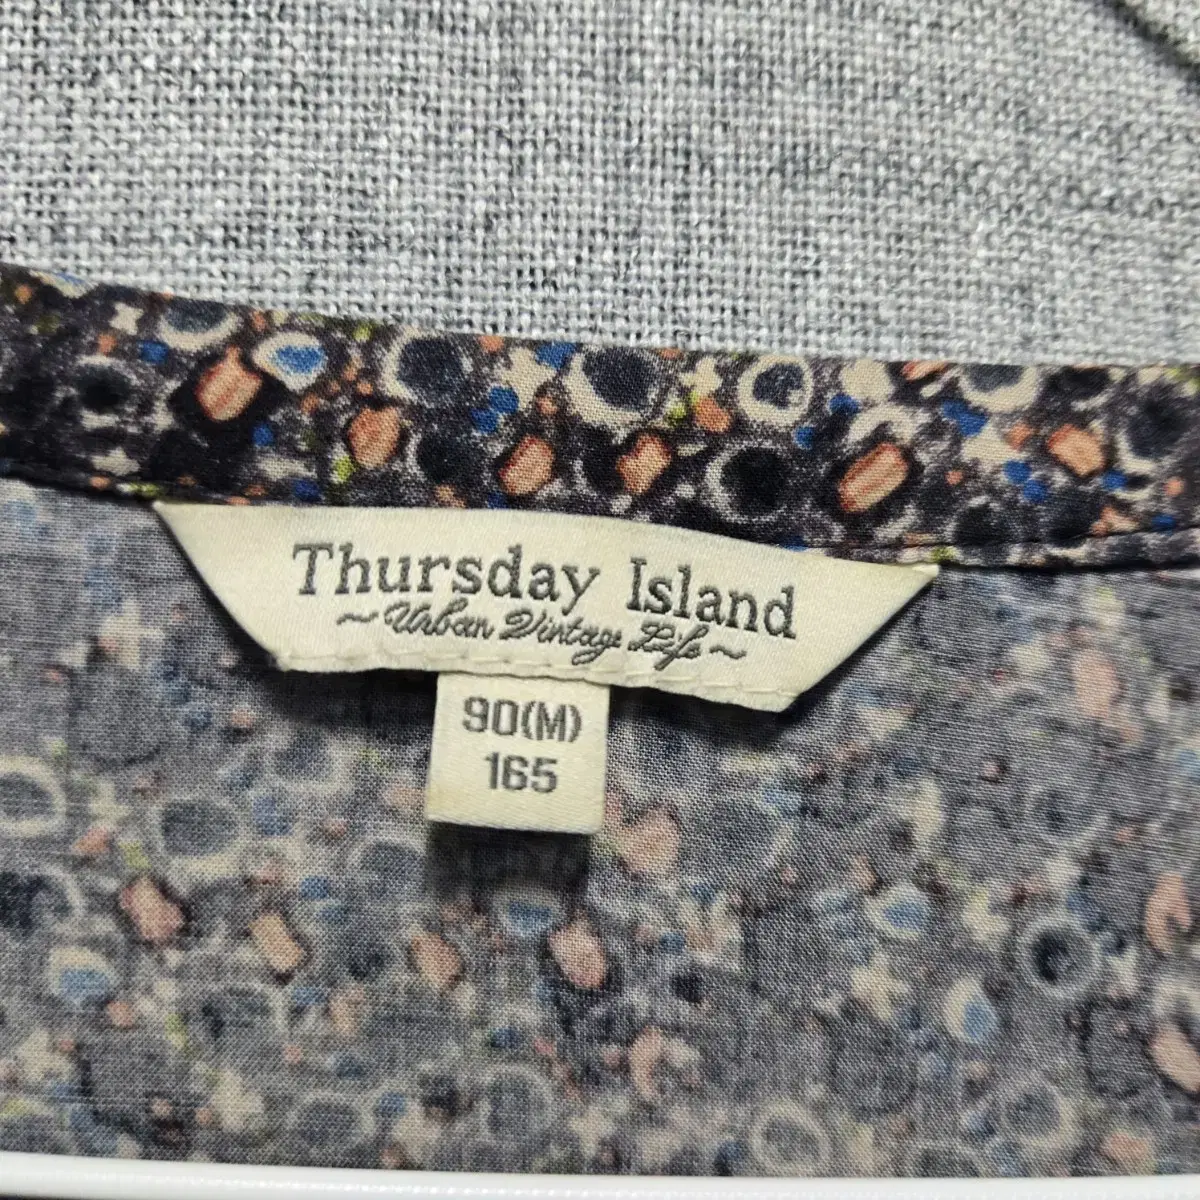 Thursday Island
~Urban Vintage Life~
90(M)
165